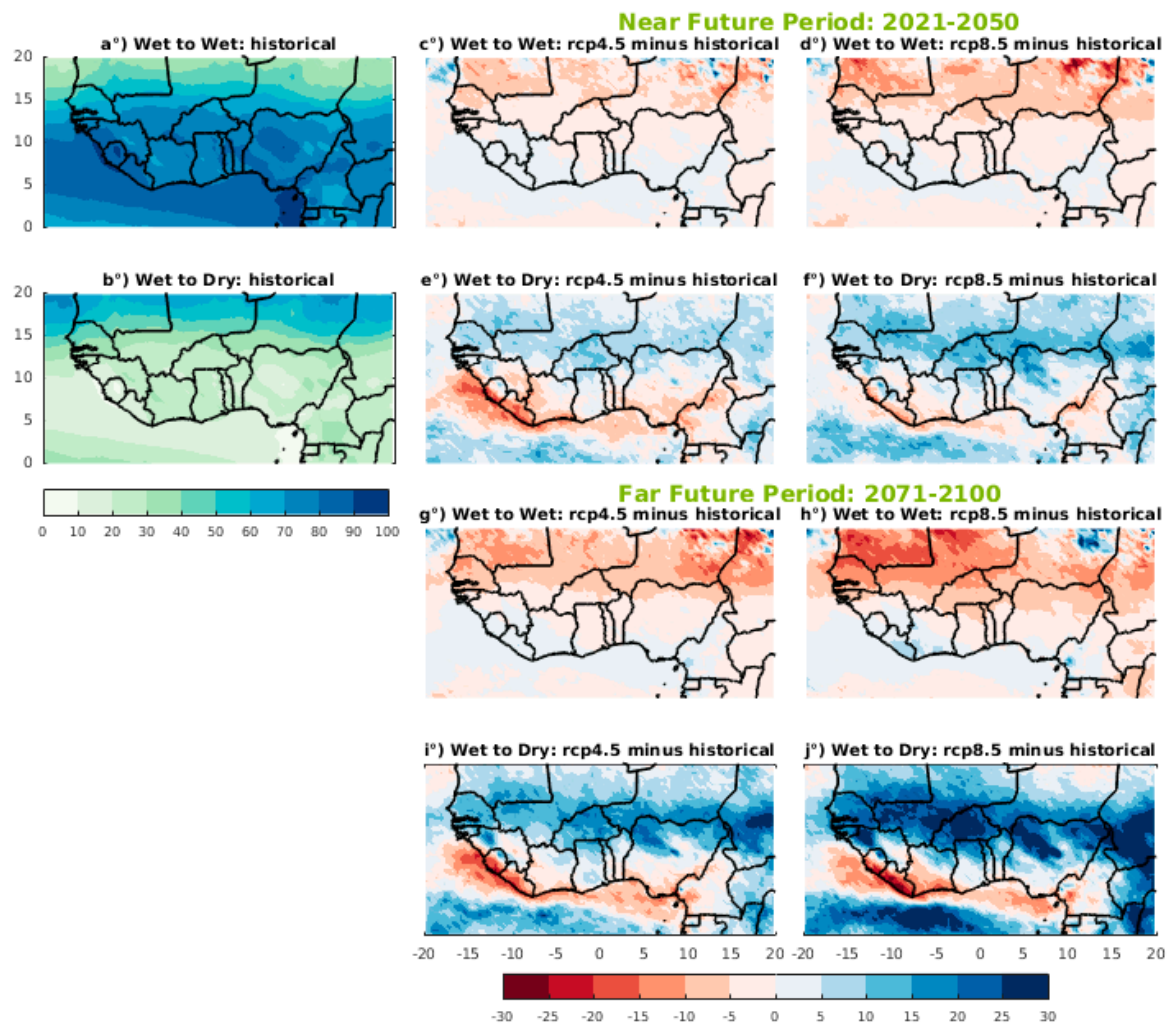 Near Future Period: 2021-2050
a°) Wet to Wet: historical
c°) Wet to Wet: rcp4.5 minus historical
d°) Wet to Wet: rcp8.5 minus historical
20
15
10
5
0
b°) Wet to Dry: historical
e°) Wet to Dry: rcp4.5 minus historical
f°) Wet to Dry: rcp8.5 minus historical
20
15
10
5
0
0 10 20 30 40 50 60 70 80 90 100
Far Future Period: 2071-2100
g°) Wet to Wet: rcp4.5 minus historical
h°) Wet to Wet: rcp8.5 minus historical
i°) Wet to Dry: rcp4.5 minus historical
j°) Wet to Dry: rcp8.5 minus historical
-20 -15 -10 -5 0 5 10 15 20
-20 -15 -10 -5 0 5 10 15 20
-30 -25 -20 -15 -10 -5 0 5 10 15 20 25 30